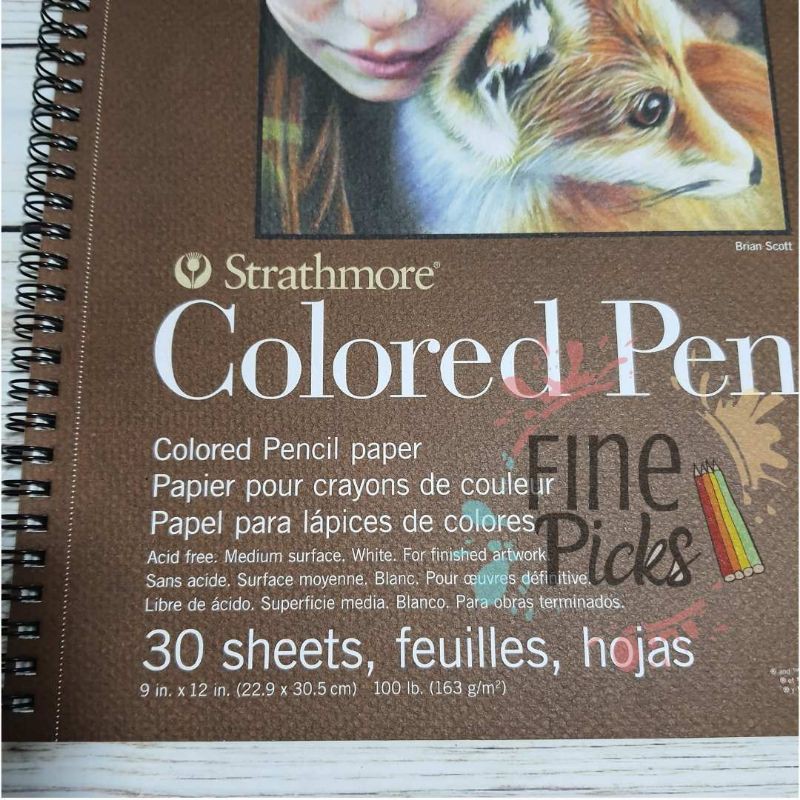 Brian Scott
Strathmore®
Colored Pen
Colored Pencil paper
Papier pour crayons de couleur
Papel para lápices de colores
Acid free. Medium surface. White. For finished artwork.
Sans acide. Surface moyenne. Blanc. Pour œuvres définitive
Libre de ácido. Superficie media. Blanco. Para obras terminados.
30 sheets, feuilles, hojas
9 in. x 12 in. (22.9 x 30.5 cm) 100 lb. (163 g/m²)
Fine
Picks